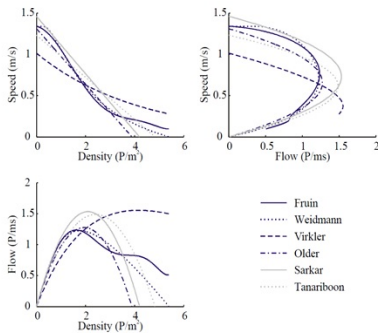 1.5
1
0.5
0
0 2 4 6
Speed (m/s)
Density (P/m²)
1.5
1
0.5
0
0 0.5 1 1.5 2
Speed (m/s)
Flow (P/ms)
2
1.5
1
0.5
0
0 2 4 6
Flow (P/ms)
Density (P/m²)
Fruin
Weidmann
Virkler
Older
Sarkar
Tanariboon